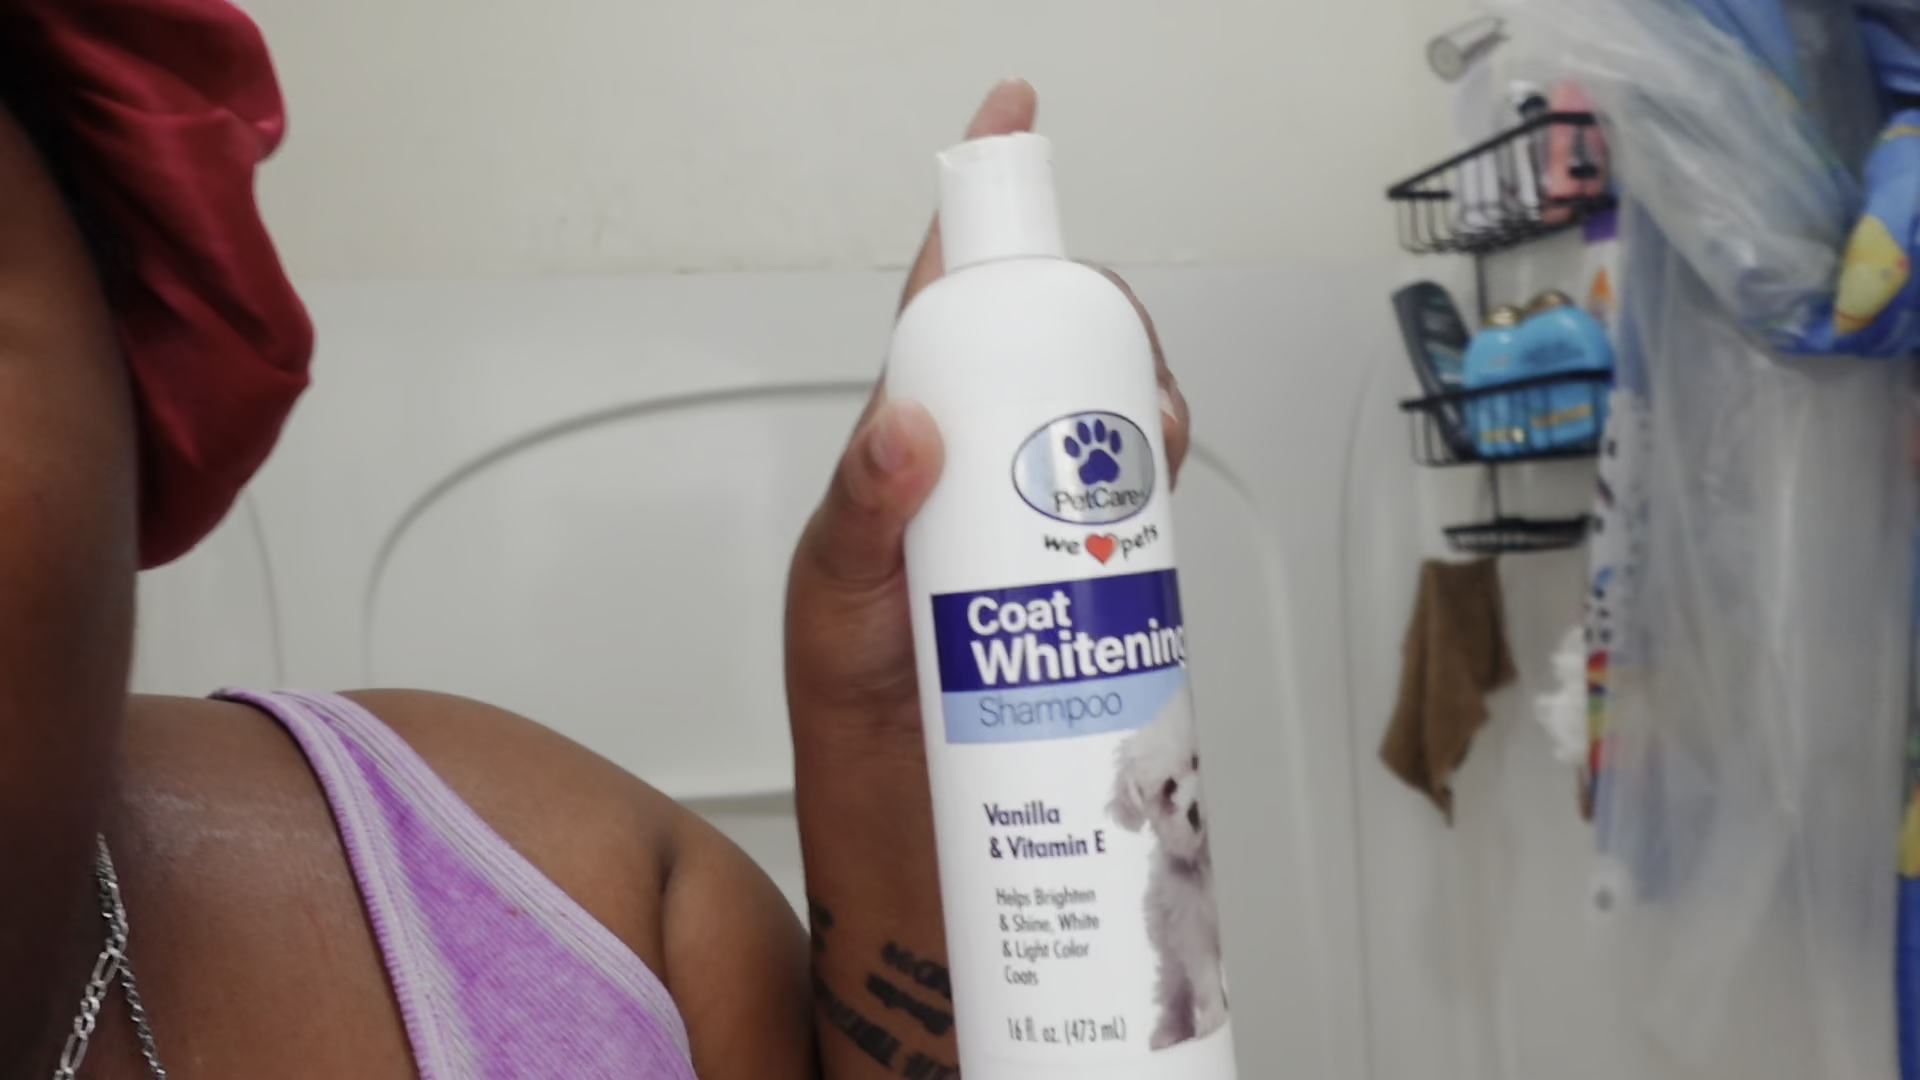 PetCare
we pets
Coat
Whitening
Shampoo
Vanilla
& Vitamin E
Helps Brighten
& Shine, White
& Light Color
Coats
16 fl. oz. (473 mL)